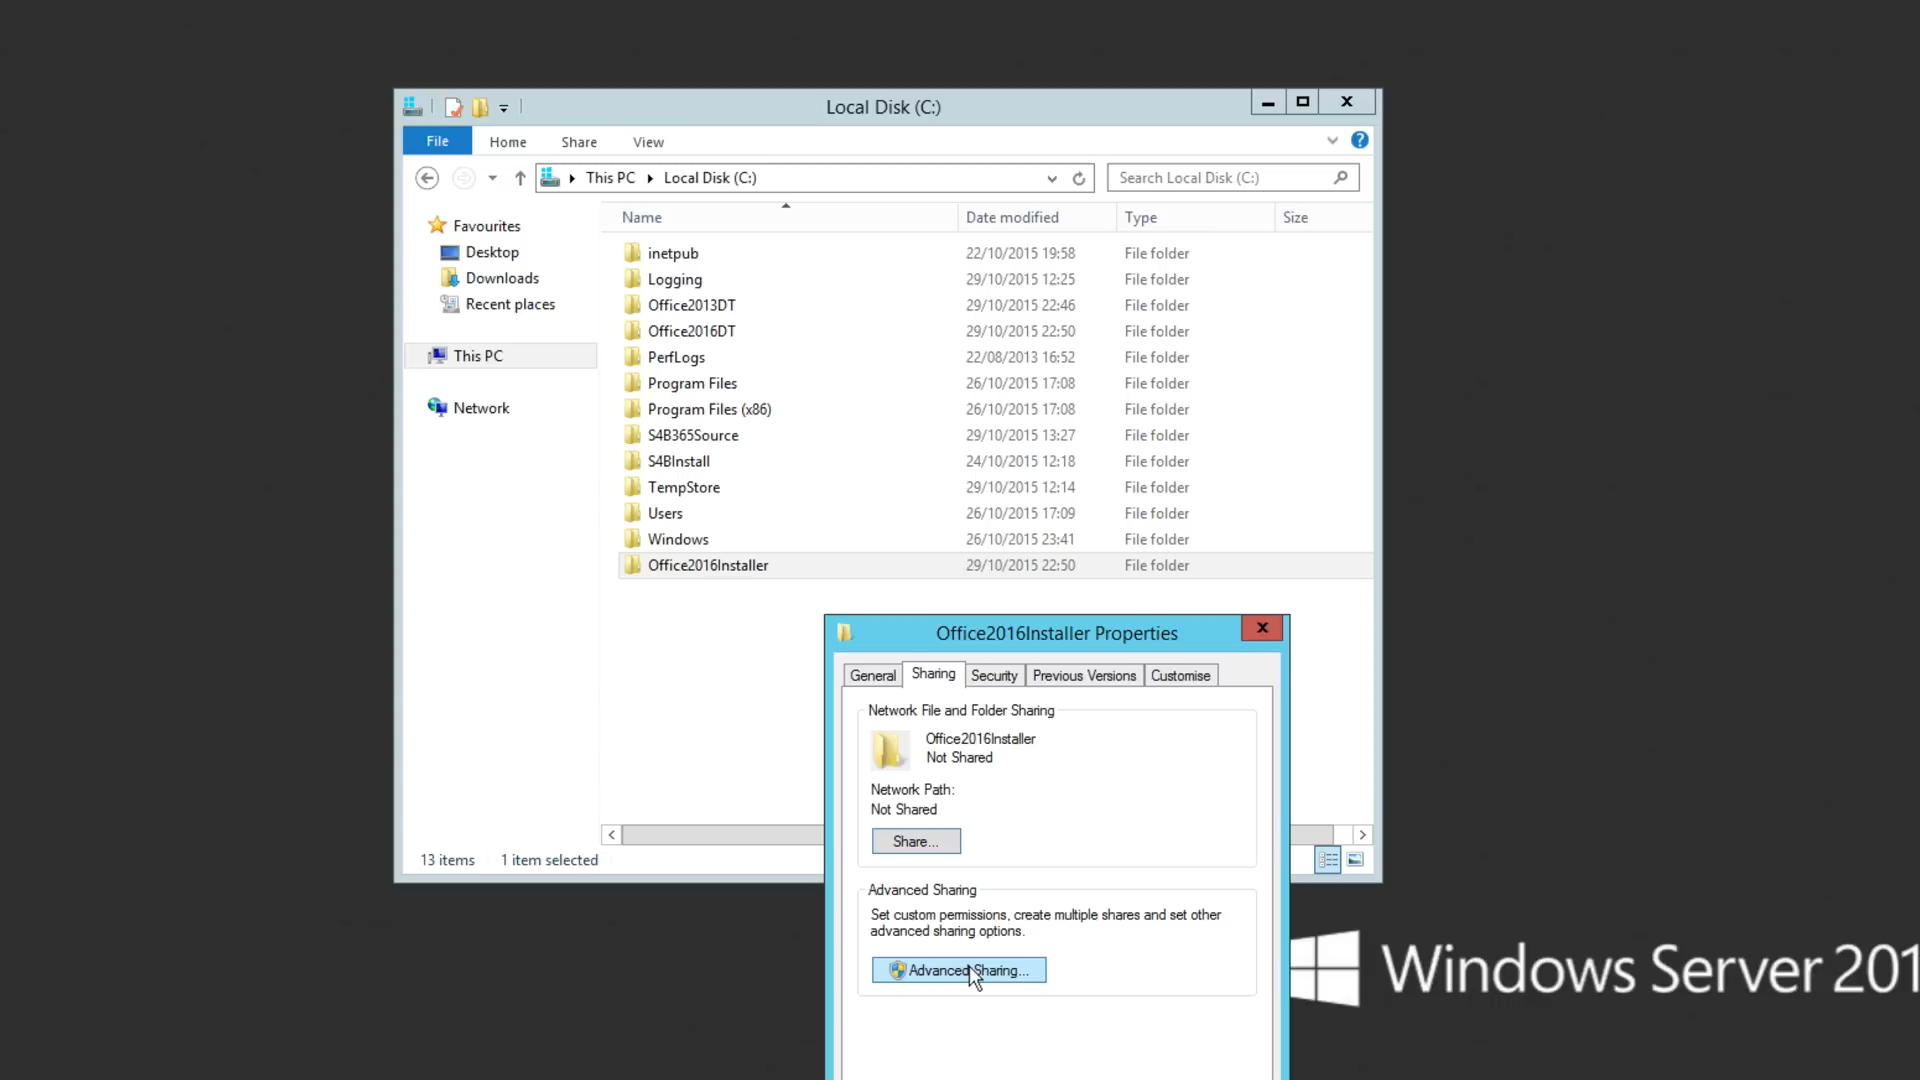 Local Disk (C:)
File Home Share View
This PC Local Disk (C:)
Search Local Disk (C:)
Name Date modified Type Size
Favourites
Desktop
Downloads
Recent places
This PC
Network
inetpub 22/10/2015 19:58 File folder
Logging 29/10/2015 12:25 File folder
Office2013DT 29/10/2015 22:46 File folder
Office2016DT 29/10/2015 22:50 File folder
PerfLogs 22/08/2013 16:52 File folder
Program Files 26/10/2015 17:08 File folder
Program Files (x86) 26/10/2015 17:08 File folder
S4B365Source 29/10/2015 13:27 File folder
S4BInstall 24/10/2015 12:18 File folder
TempStore 29/10/2015 12:14 File folder
Users 26/10/2015 17:09 File folder
Windows 26/10/2015 23:41 File folder
Office2016Installer 29/10/2015 22:50 File folder
13 items 1 item selected
Office2016Installer Properties
General Sharing Security Previous Versions Customise
Network File and Folder Sharing
Office2016Installer
Not Shared
Network Path:
Not Shared
Share...
Advanced Sharing
Set custom permissions, create multiple shares and set other
advanced sharing options.
Advanced Sharing...
Windows Server 201